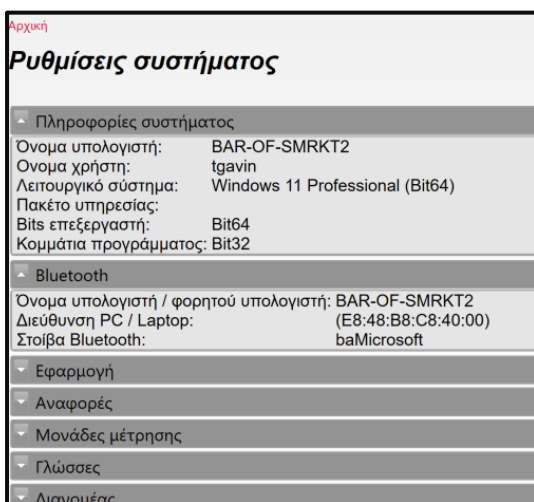 Αρχική
Ρυθμίσεις συστήματος
Πληροφορίες συστήματος
Όνομα υπολογιστή: BAR-OF-SMRKT2
Ονομα χρήστη: tgavin
Λειτουργικό σύστημα: Windows 11 Professional (Bit64)
Πακέτο υπηρεσίας:
Bits επεξεργαστή: Bit64
Κομμάτια προγράμματος: Bit32
Bluetooth
Όνομα υπολογιστή / φορητού υπολογιστή: BAR-OF-SMRKT2
Διεύθυνση PC / Laptop: (E8:48:B8:C8:40:00)
Στοίβα Bluetooth: baMicrosoft
Εφαρμογή
Αναφορές
Μονάδες μέτρησης
Γλώσσες
Διανομέας